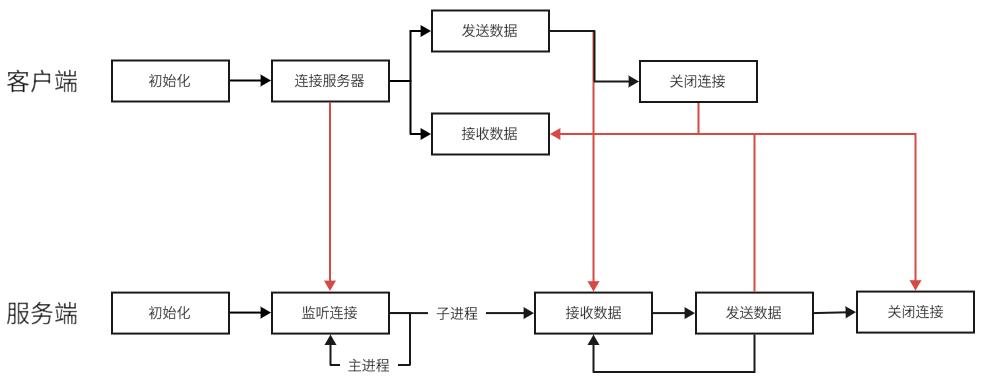 发送数据
客户端
初始化
连接服务器
关闭连接
接收数据
服务端
初始化
监听连接
子进程
接收数据
发送数据
关闭连接
主进程